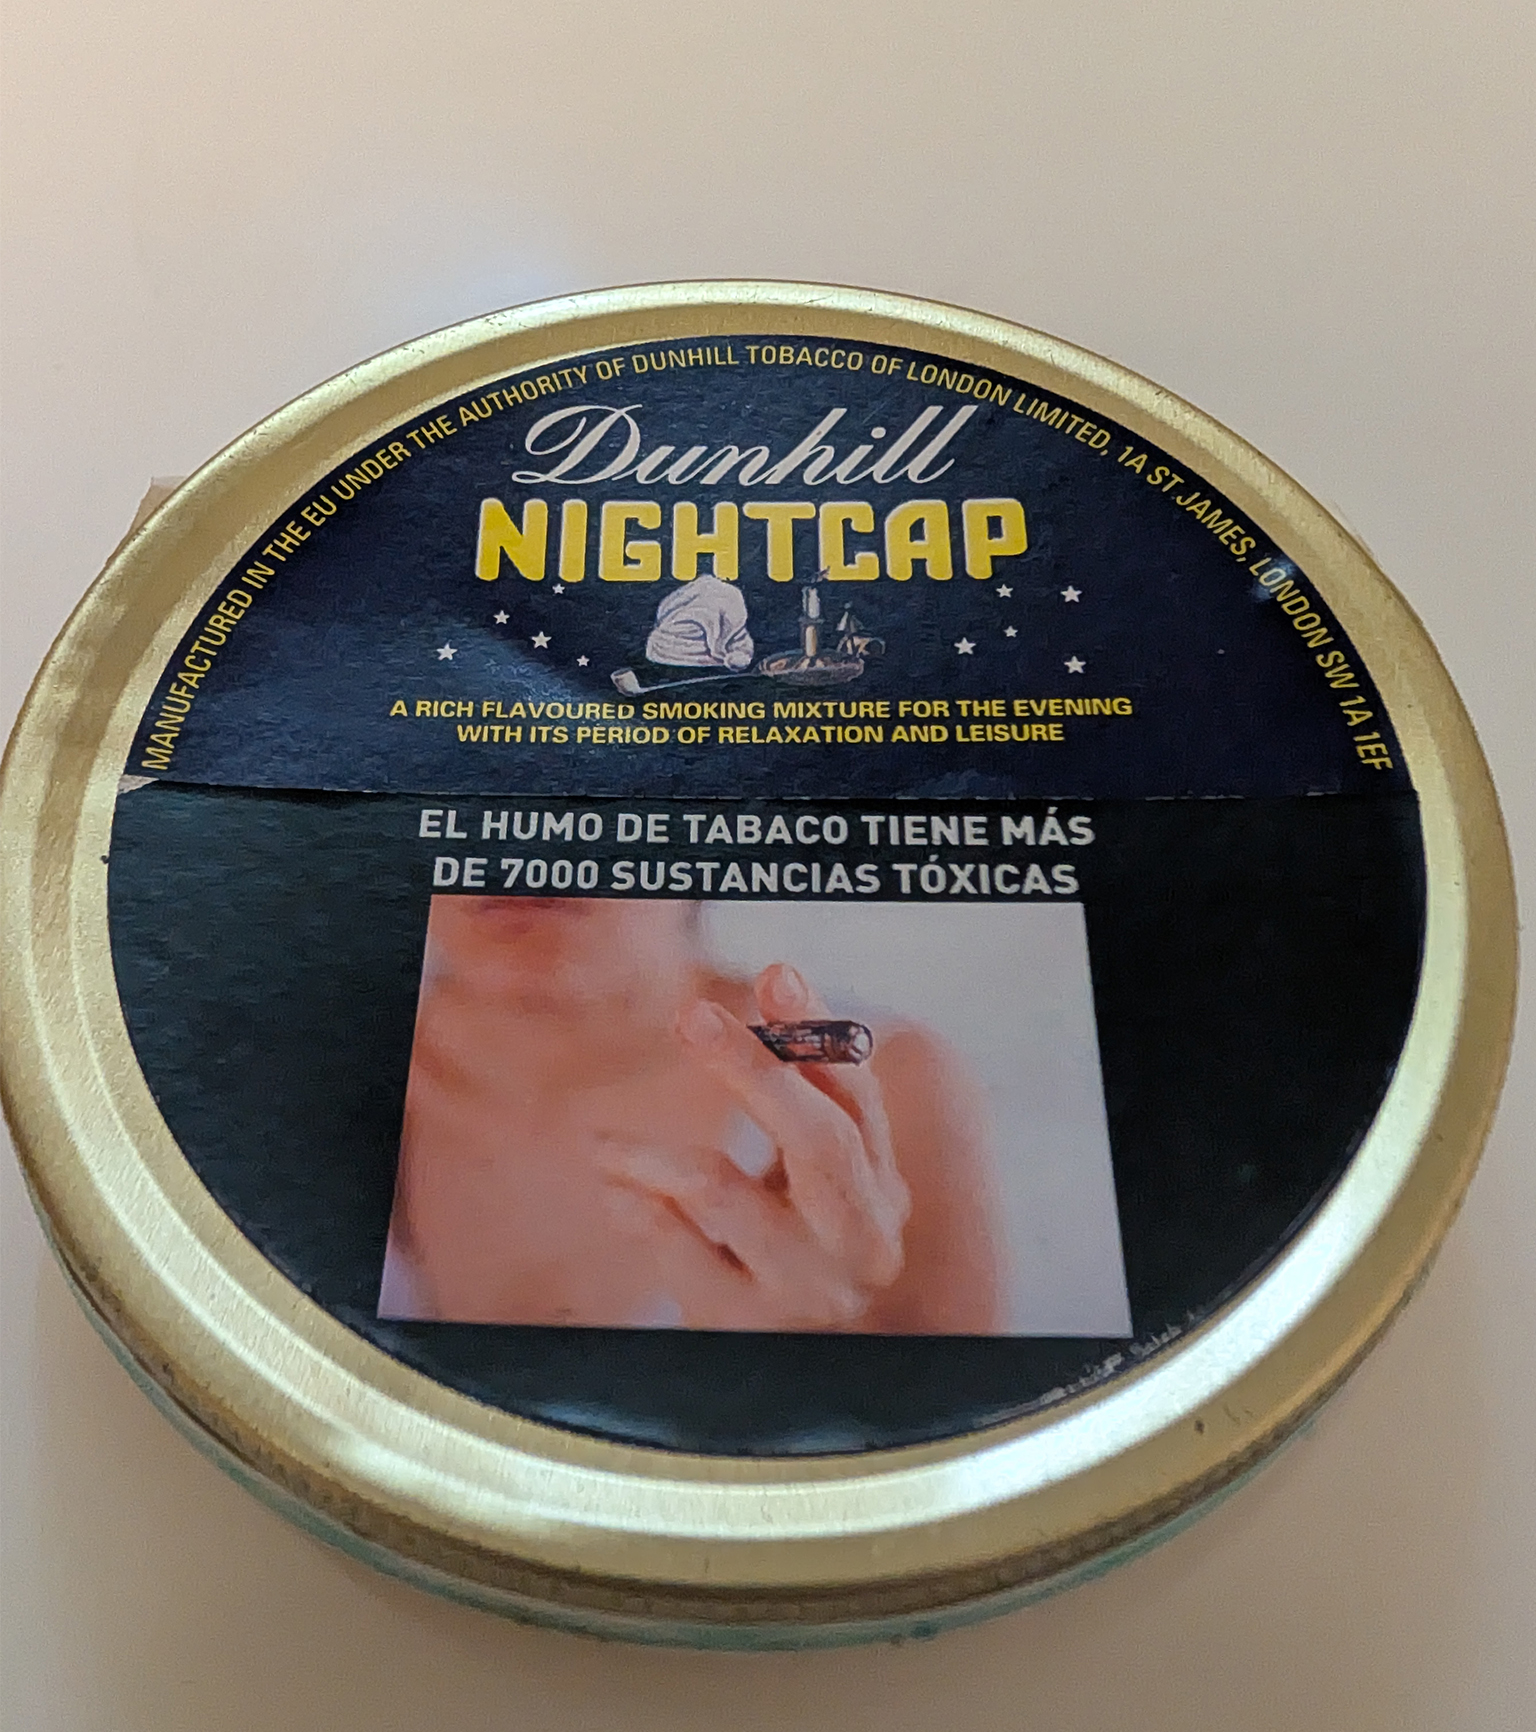 MANUFACTURED IN THE EU UNDER THE AUTHORITY OF DUNHILL TOBACCO OF LONDON LIMITED, 1A ST.JAMES, LONDON SW1A 1EF
Dunhill
NIGHTCAP
A RICH FLAVOURED SMOKING MIXTURE FOR THE EVENING
WITH ITS PERIOD OF RELAXATION AND LEISURE
EL HUMO DE TABACO TIENE MÁS
DE 7000 SUSTANCIAS TÓXICAS